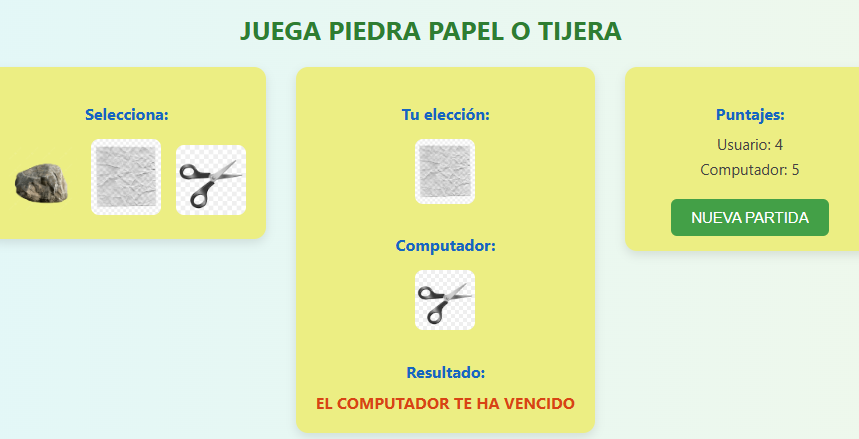 JUEGA PIEDRA PAPEL O TIJERA
Selecciona:
Tu elección:
Computador:
Resultado:
EL COMPUTADOR TE HA VENCIDO
Puntajes:
Usuario: 4
Computador: 5
NUEVA PARTIDA